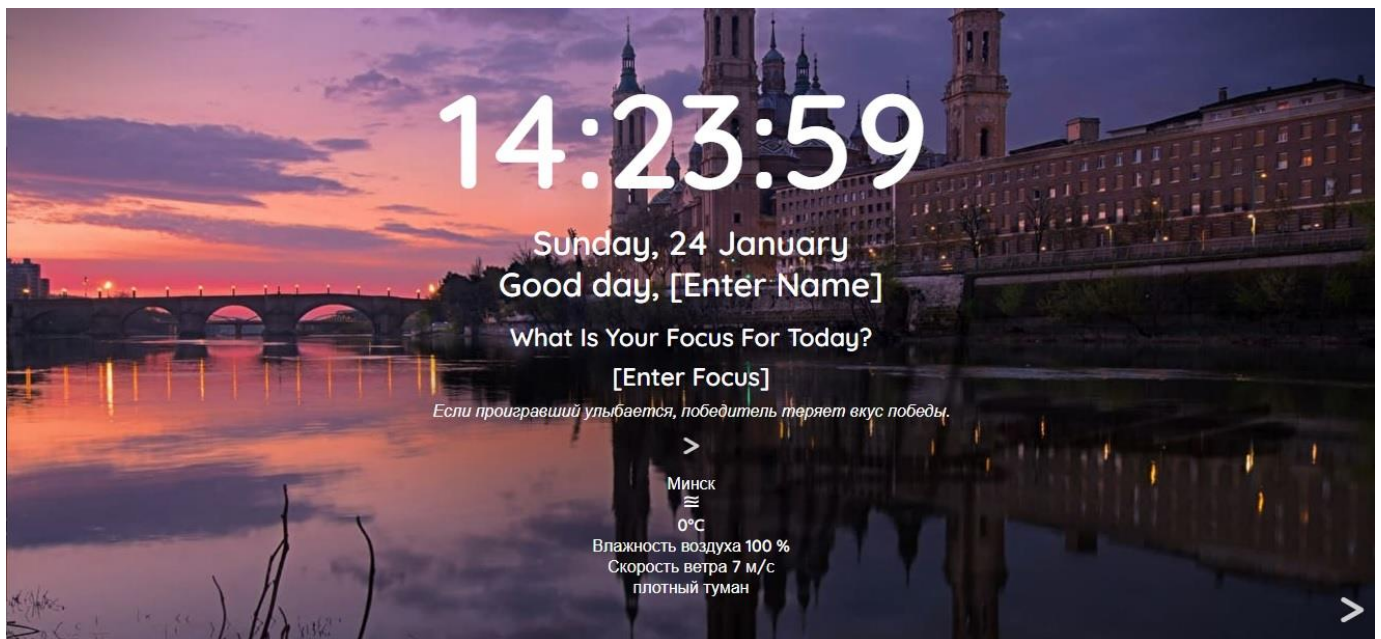 14:23:59
Sunday, 24 January
Good day, [Enter Name]
What Is Your Focus For Today?
[Enter Focus]
Если проигравший улыбается, победитель теряет вкус победы.
>
Минск
0°C
Влажность воздуха 100 %
Скорость ветра 7 м/с
плотный туман
>